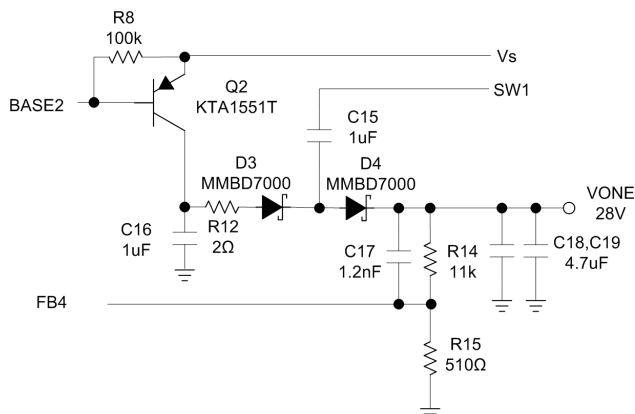 R8
100k
Vs
Q2
KTA1551T
SW1
BASE2
C15
1uF
D3
MMBD7000
D4
MMBD7000
VONE
28V
C16
1uF
R12
2Ω
C17
1.2nF
R14
11k
C18,C19
4.7uF
FB4
R15
510Ω